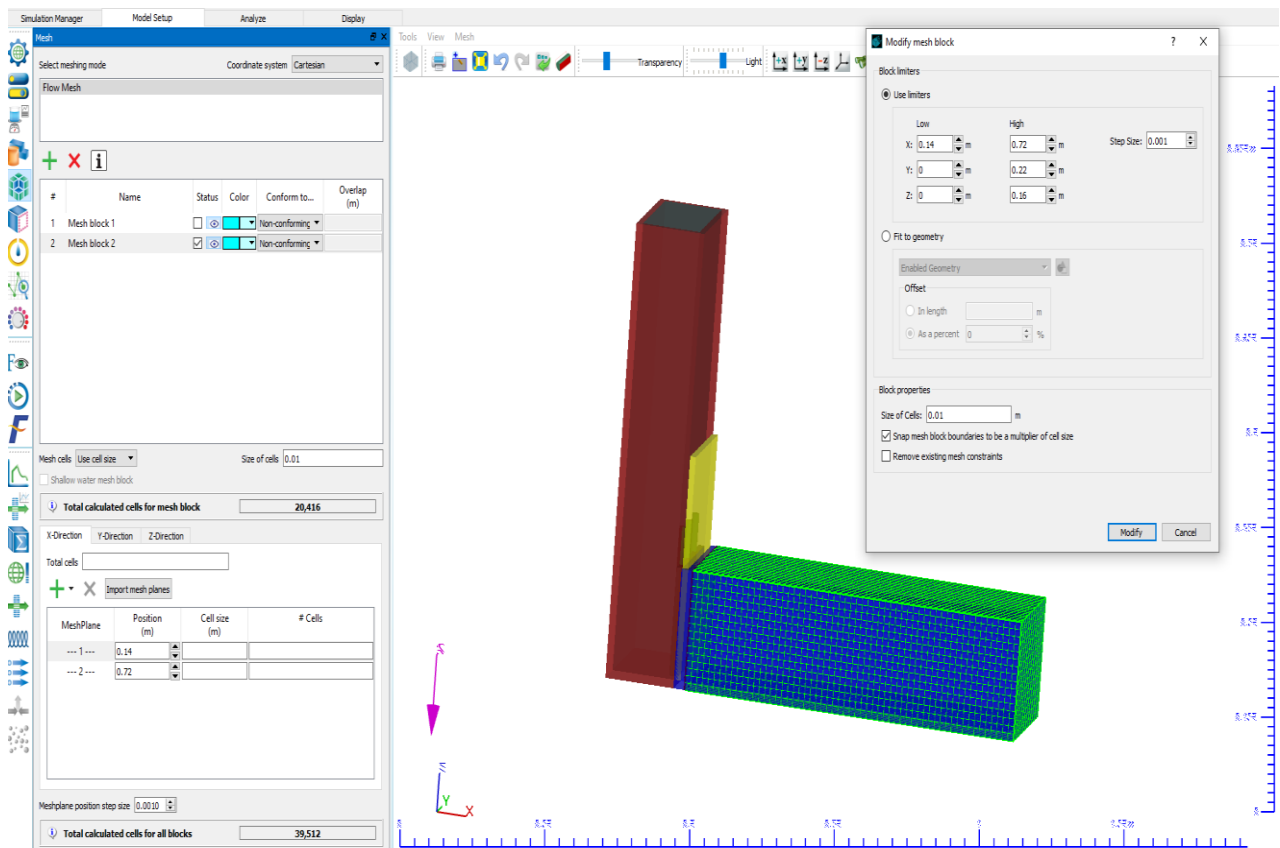 Simulation Manager Model Setup Analyze Display
Mesh
Select meshing mode Coordinate system Cartesian
Flow Mesh
# Name Status Color Conform to... Overlap (m)
1 Mesh block 1 Non-conforming
2 Mesh block 2 Non-conforming
Mesh cells Use cell size Size of cells 0.01
Shallow water mesh block
Total calculated cells for mesh block 20,416
X-Direction Y-Direction Z-Direction
Total cells
Import mesh planes
MeshPlane Position (m) Cell size (m) # Cells
--- 1 --- 0.14
--- 2 --- 0.72
Meshplane position step size 0.0010
Total calculated cells for all blocks 39,512
Tools View Mesh
Transparency Light +x +y -z
X
Y
Modify mesh block ? X
Block limiters
Use limiters
Low High
X: 0.14 m 0.72 m Step Size: 0.001
Y: 0 m 0.22 m
Z: 0 m 0.16 m
Fit to geometry
Enabled Geometry
Offset
In length m
As a percent 0 %
Block properties
Size of Cells: 0.01 m
Snap mesh block boundaries to be a multiplier of cell size
Remove existing mesh constraints
Modify Cancel